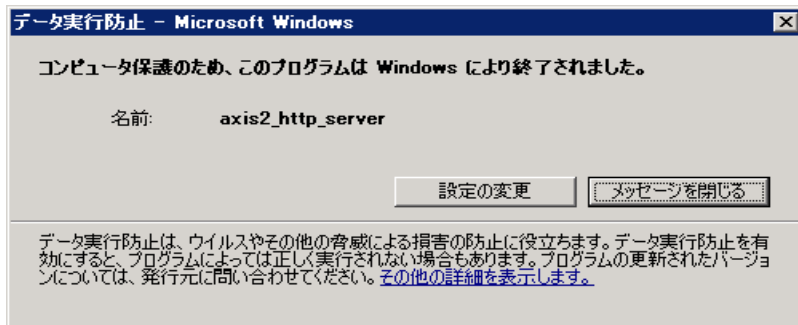 データ実行防止 - Microsoft Windows
コンピュータ保護のため、このプログラムは Windows により終了されました。
名前: axis2_http_server
設定の変更 メッセージを閉じる
データ実行防止は、ウイルスやその他の脅威による損害の防止に役立ちます。データ実行防止を有
効にすると、プログラムによっては正しく実行されない場合もあります。プログラムの更新されたバージョ
ンについては、発行元に問い合わせてください。その他の詳細を表示します。